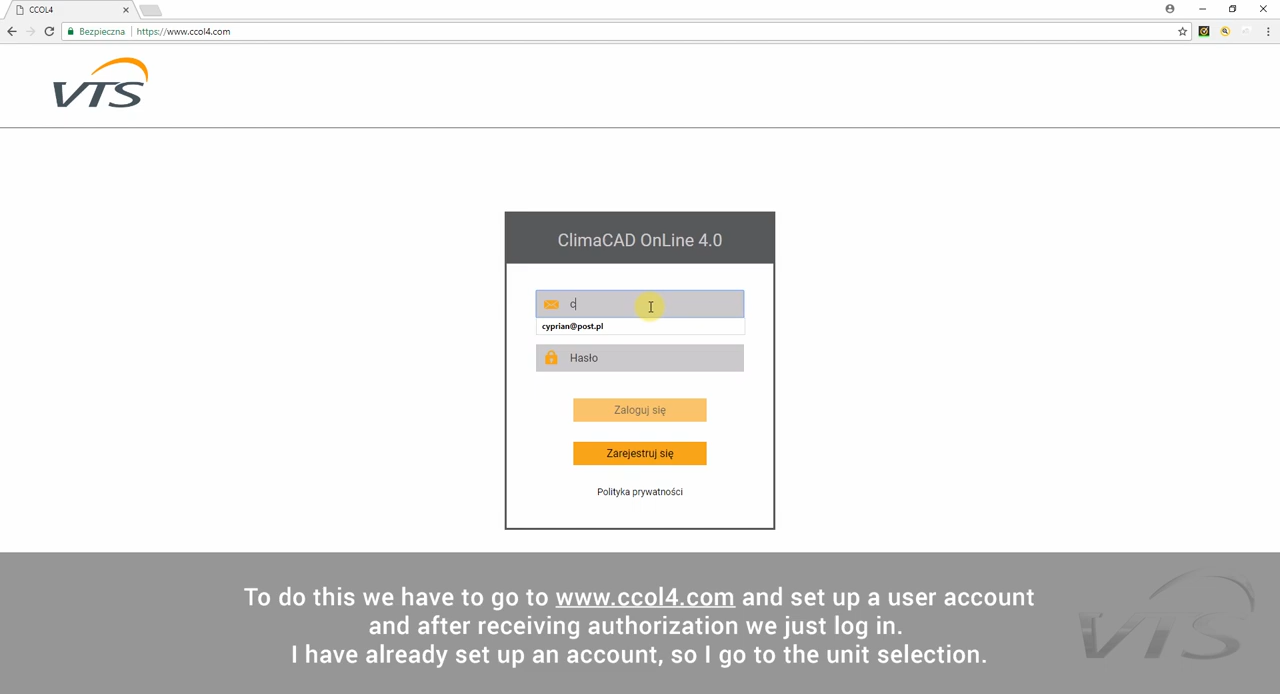 CCOL4
Bezpieczna https://www.ccol4.com
VTS
ClimaCAD OnLine 4.0
c
cyprian@post.pl
Hasło
Zaloguj się
Zarejestruj się
Polityka prywatności
To do this we have to go to www.ccol4.com and set up a user account
and after receiving authorization we just log in.
I have already set up an account, so I go to the unit selection.
VTS